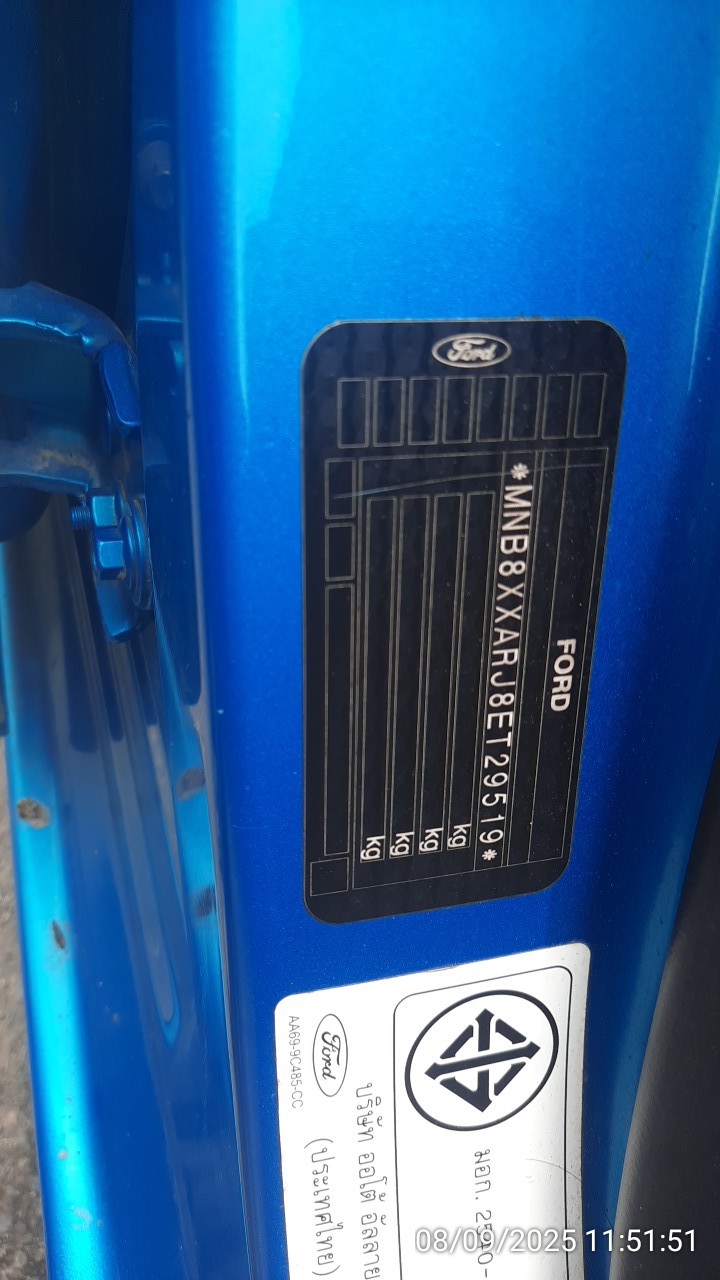 Ford
FORD
*MNB8XXARJ8ET29519*
kg
kg
kg
kg
มอก. 2540-
Ford
บริษัท ออโต้ อัลลาย
(ประเทศไทย)
AA69-9C485-CC
08/09/2025 11:51:51